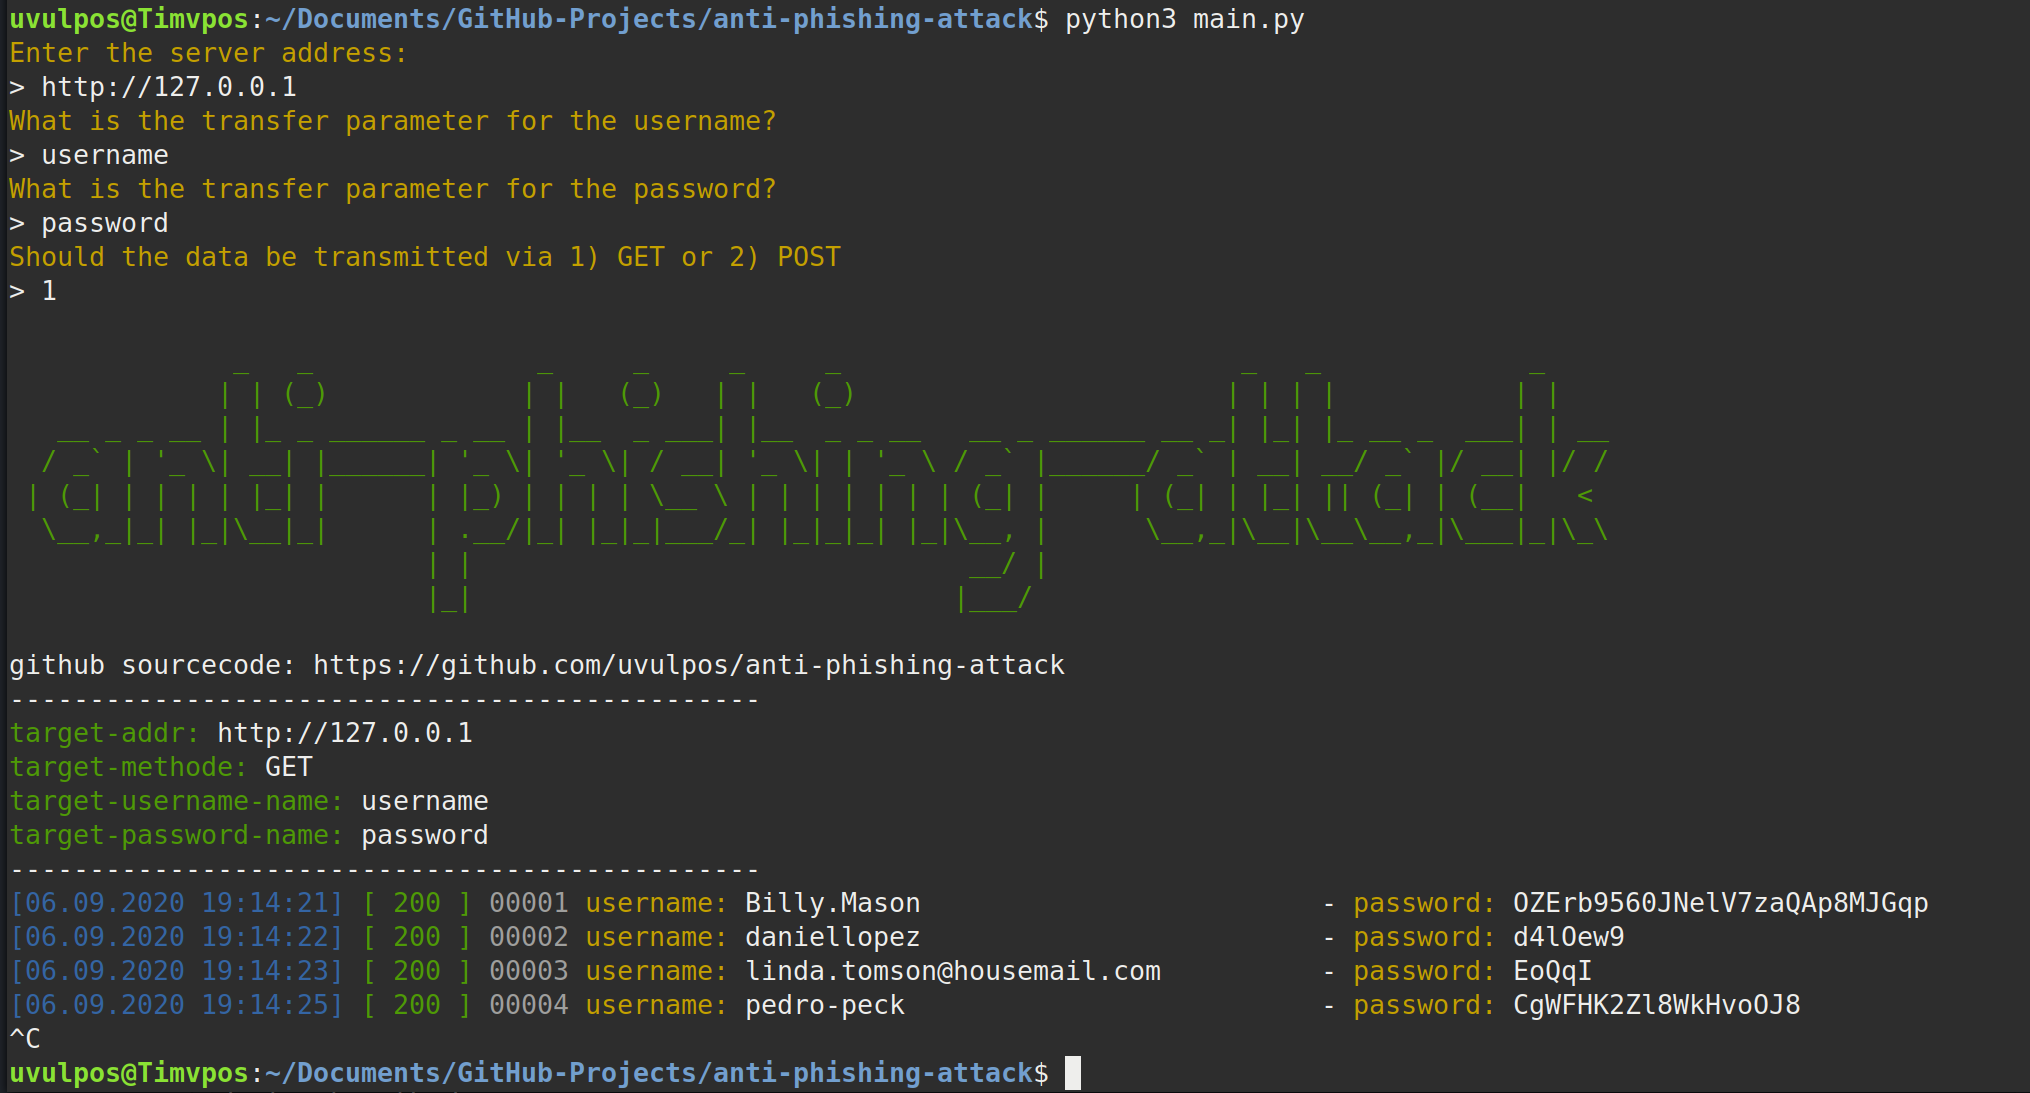 uvulpos@Timvpos:~/Documents/GitHub-Projects/anti-phishing-attack$ python3 main.py
Enter the server address:
> http://127.0.0.1
What is the transfer parameter for the username?
> username
What is the transfer parameter for the password?
> password
Should the data be transmitted via 1) GET or 2) POST
> 1
anti-phishing-attack
github sourcecode: https://github.com/uvulpos/anti-phishing-attack
-----------------------------------------------
target-addr: http://127.0.0.1
target-methode: GET
target-username-name: username
target-password-name: password
-----------------------------------------------
[06.09.2020 19:14:21] [ 200 ] 00001 username: Billy.Mason - password: OZErb9560JNelV7zaQAp8MJGqp
[06.09.2020 19:14:22] [ 200 ] 00002 username: daniellopez - password: d4lOew9
[06.09.2020 19:14:23] [ 200 ] 00003 username: linda.tomson@housemail.com - password: EoQqI
[06.09.2020 19:14:25] [ 200 ] 00004 username: pedro-peck - password: CgWFHK2Zl8WkHvoOJ8
^C
uvulpos@Timvpos:~/Documents/GitHub-Projects/anti-phishing-attack$